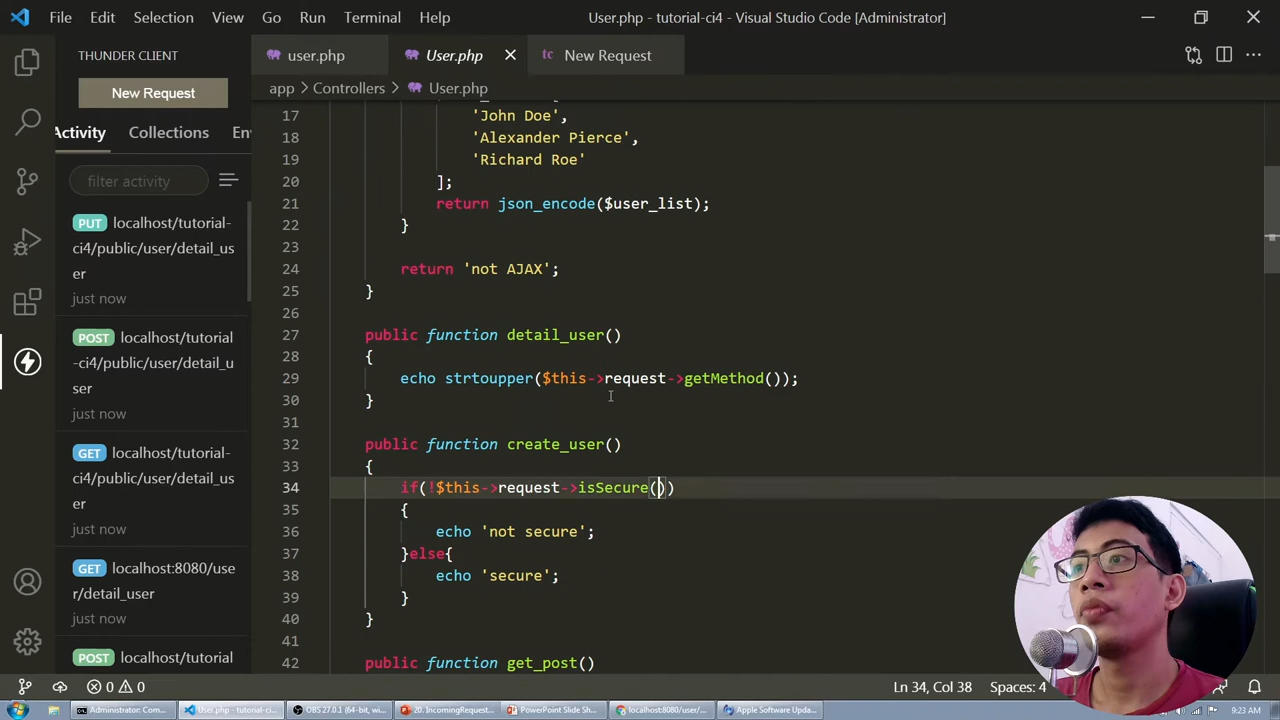 File Edit Selection View Go Run Terminal Help User.php - tutorial-ci4 - Visual Studio Code [Administrator]
THUNDER CLIENT
New Request
Activity Collections En
filter activity
PUT localhost/tutorial-
ci4/public/user/detail_us
er
just now
POST localhost/tutorial
-ci4/public/user/detail_u
ser
just now
GET localhost/tutorial-
ci4/public/user/detail_us
er
just now
GET localhost:8080/use
r/detail_user
just now
POST localhost/tutorial
user.php User.php tc New Request
app > Controllers > User.php
17 'John Doe',
18 'Alexander Pierce',
19 'Richard Roe'
20 ];
21 return json_encode($user_list);
22 }
23
24 return 'not AJAX';
25 }
26
27 public function detail_user()
28 {
29 echo strtoupper($this->request->getMethod());
30 }
31
32 public function create_user()
33 {
34 if(!$this->request->isSecure())
35 {
36 echo 'not secure';
37 }else{
38 echo 'secure';
39 }
40 }
41
42 public function get_post()
0 0 Ln 34, Col 38 Spaces: 4
Administrator: Com... User.php - tutorial-ci... OBS 27.0.1 (64-bit, w... 20. IncomingRequest... PowerPoint Slide Sh... localhost:8080/user/... Apple Software Upda... 9:23 AM